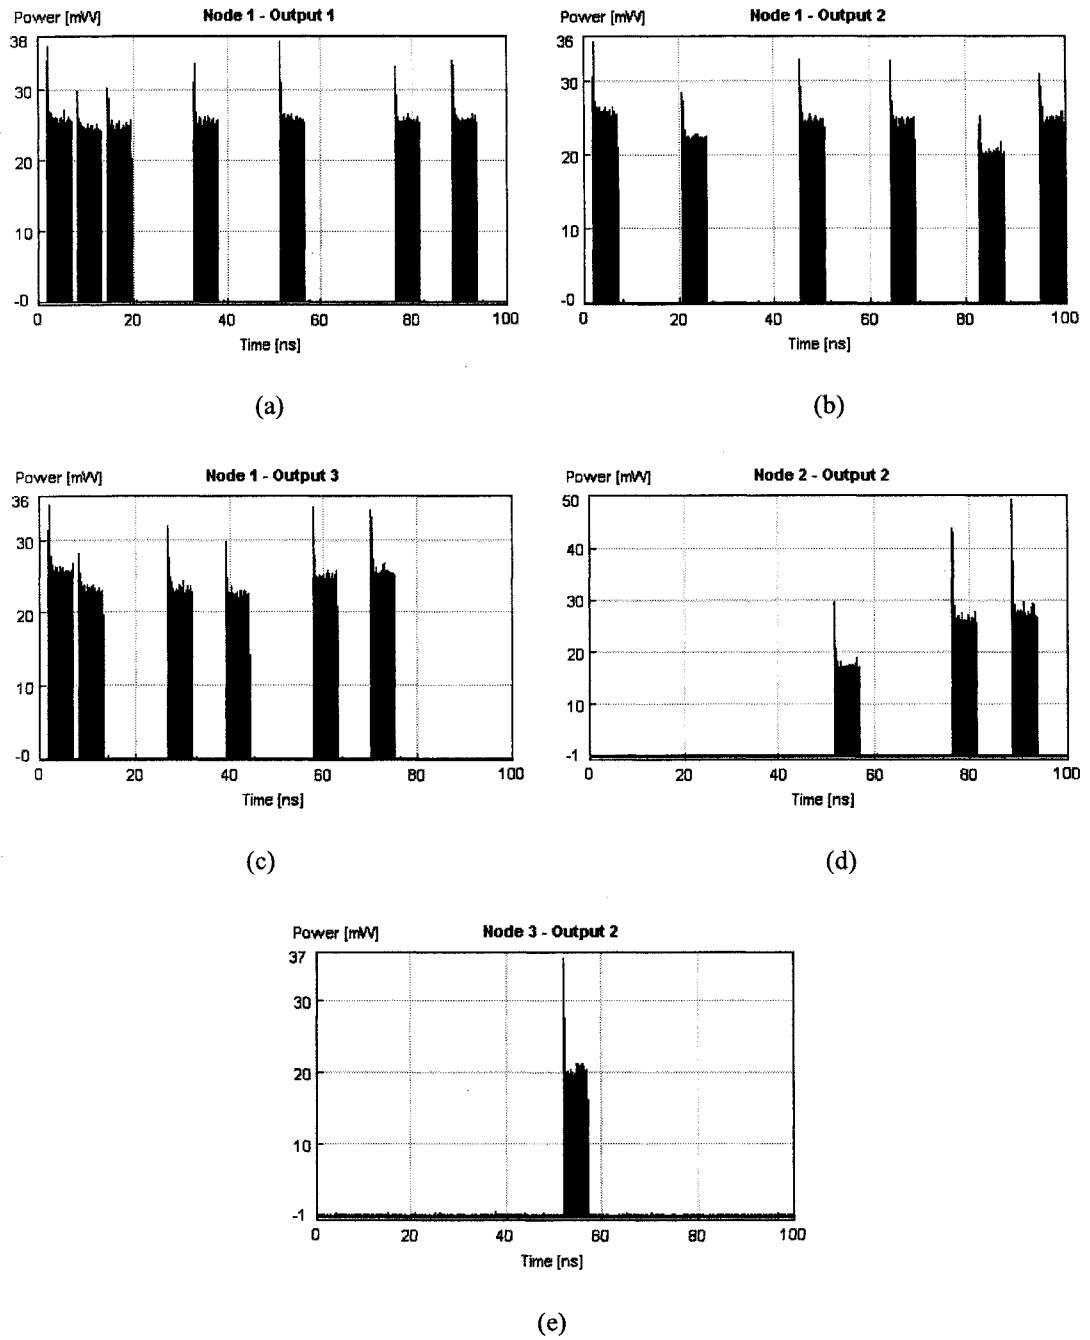 Power [mW] Node 1 - Output 1
38
30
20
10
-0
0 20 40 60 80 100
Time [ns]
(a)
Power [mW] Node 1 - Output 2
36
30
20
10
-0
0 20 40 60 80 100
Time [ns]
(b)
Power [mW] Node 1 - Output 3
36
30
20
10
-0
0 20 40 60 80 100
Time [ns]
(c)
Power [mW] Node 2 - Output 2
50
40
30
20
10
-1
0 20 40 60 80 100
Time [ns]
(d)
Power [mW] Node 3 - Output 2
37
30
20
10
-1
0 20 40 60 80 100
Time [ns]
(e)